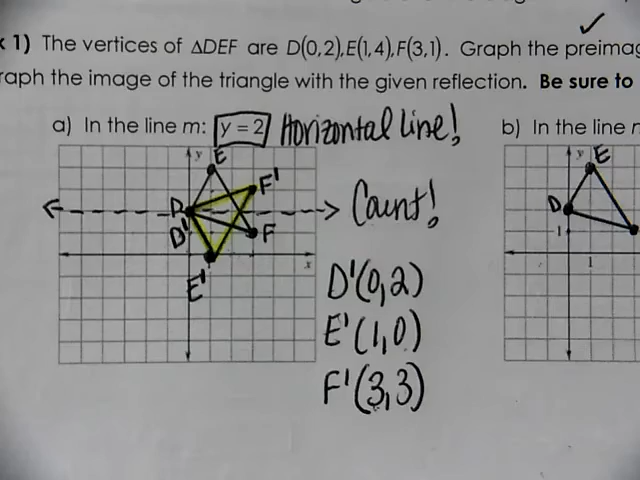 1) The vertices of ΔDEF are D(0,2),E(1,4),F(3,1). Graph the preimag
raph the image of the triangle with the given reflection. Be sure to
a) In the line m: y = 2 Horizontal Line!
b) In the line
y E
F'
D
D'
F
x
E'
Count!
D'(0,2)
E'(1,0)
F'(3,3)
y E
D
1
1